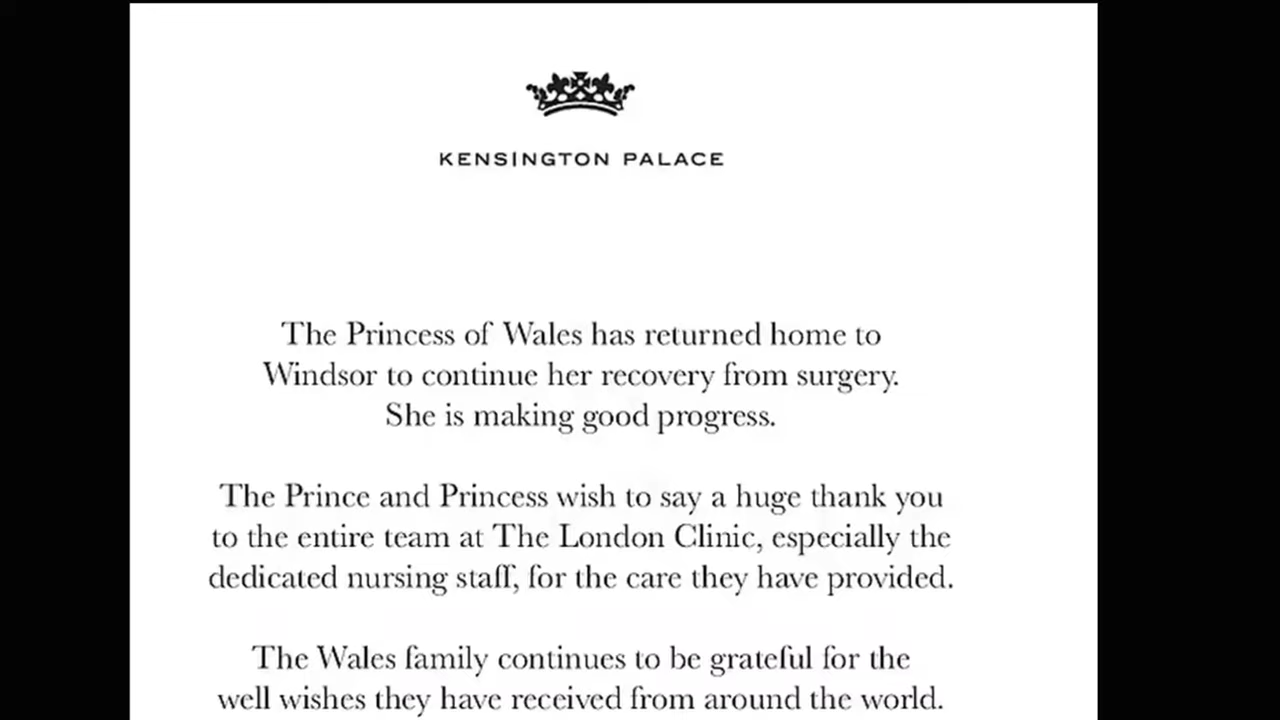 KENSINGTON PALACE
The Princess of Wales has returned home to
Windsor to continue her recovery from surgery.
She is making good progress.
The Prince and Princess wish to say a huge thank you
to the entire team at The London Clinic, especially the
dedicated nursing staff, for the care they have provided.
The Wales family continues to be grateful for the
well wishes they have received from around the world.